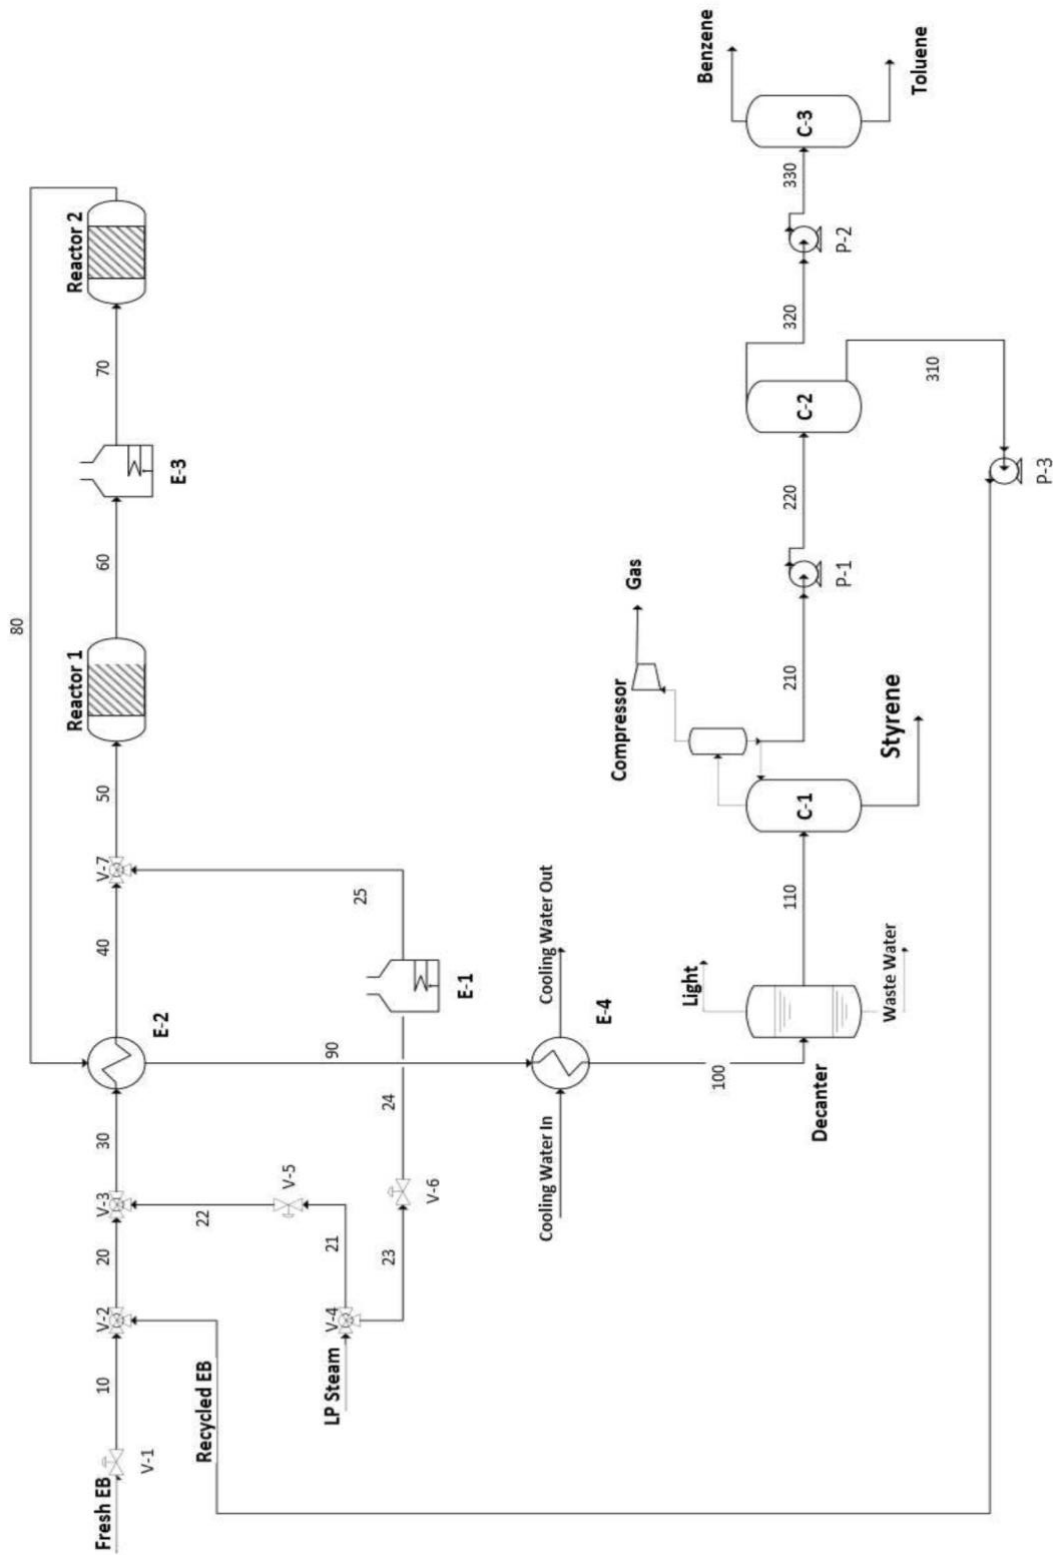 Fresh EB
V-1
10
V-2
20
V-3
30
E-2
40
V-7
50
Reactor 1
60
E-3
70
Reactor 2
80
Recycled EB
LP Steam
V-4
21
V-5
22
23
V-6
24
E-1
25
90
Cooling Water In
Cooling Water Out
E-4
100
Decanter
Light
Waste Water
110
C-1
Styrene
Compressor
Gas
210
P-1
220
C-2
310
P-3
320
P-2
330
C-3
Benzene
Toluene